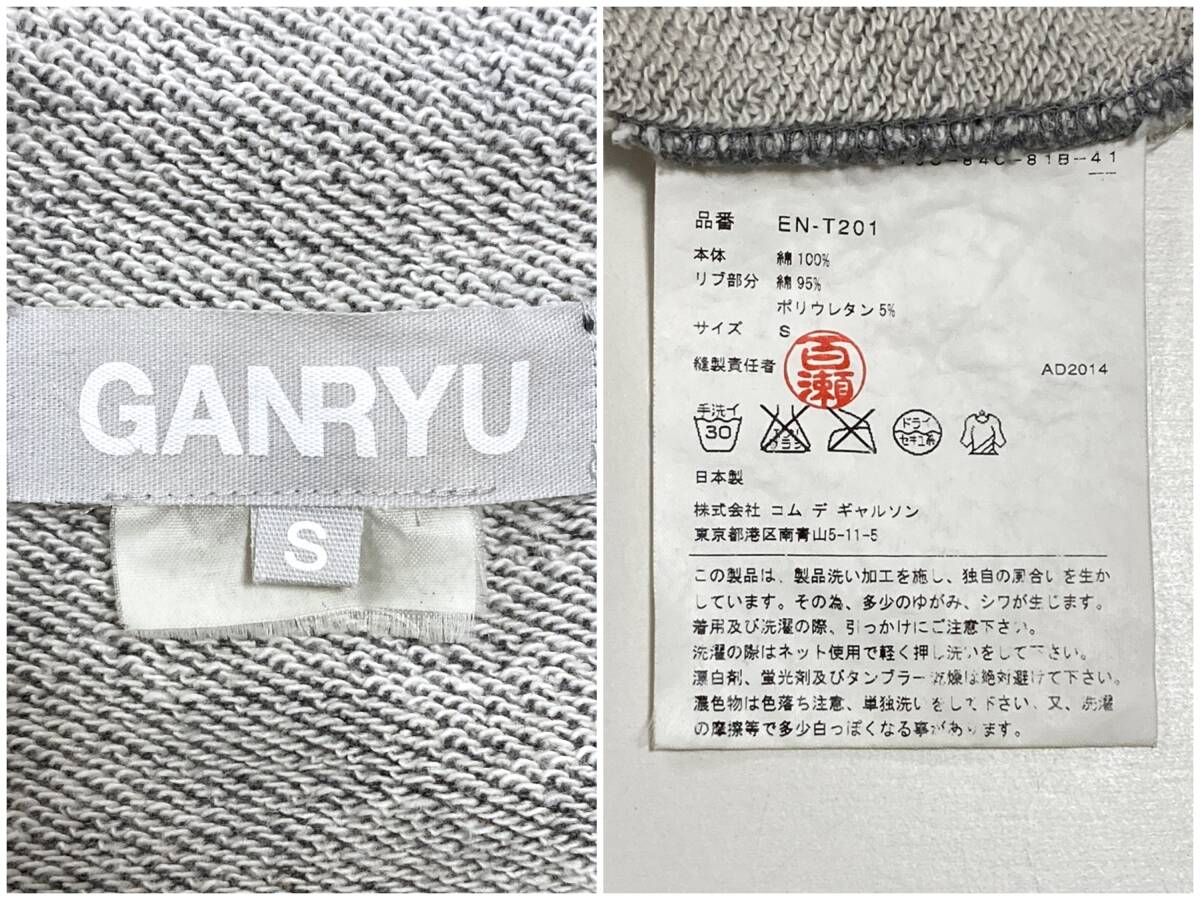 GANRYU
S
-84C-81B-41
品番 EN-T201
本体 綿 100%
リブ部分 綿 95%
ポリウレタン 5%
サイズ S
縫製責任者 百瀬 AD2014
手洗イ 30 ドライ セキユ系
日本製
株式会社 コム デ ギャルソン
東京都港区南青山5-11-5
この製品は、製品洗い加工を施し、独自の風合いを生か
しています。その為、多少のゆがみ、シワが生じます。
着用及び洗濯の際、引っかけにご注意下さい。
洗濯の際はネット使用で軽く押し洗いをして下さい。
漂白剤、蛍光剤及びタンブラー乾燥は絶対避けて下さい。
濃色物は色落ち注意、単独洗いをして下さい、又、洗濯
の摩擦等で多少白っぽくなる事があります。